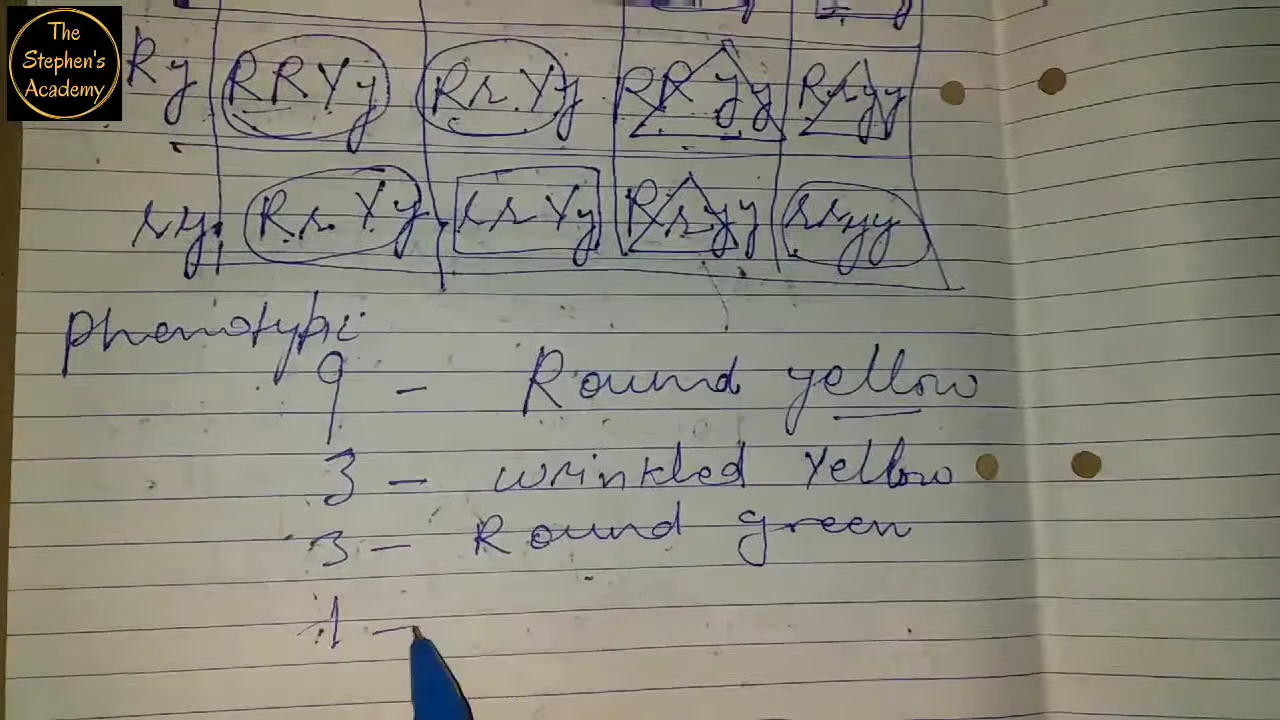 The
Stephen's
Academy
Ry RRYy RrYy RRyy Rryy
ry RrYy rrYy Rryy rryy
Phenotypic
9 - Round yellow
3 - wrinkled Yellow
3 - Round green
1 -